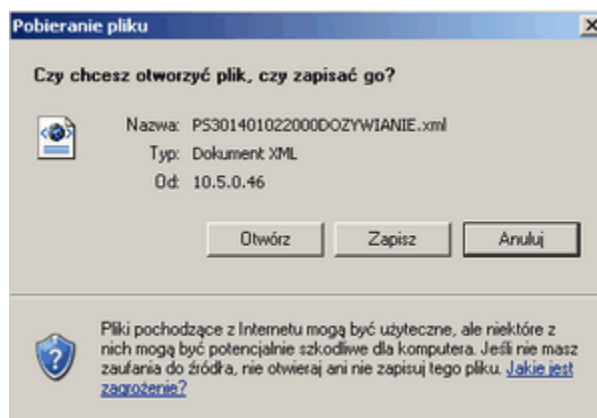 Pobieranie pliku
Czy chcesz otworzyć plik, czy zapisać go?
Nazwa: PS301401022000DOZYWIANIE.xml
Typ: Dokument XML
Od: 10.5.0.46
Otwórz Zapisz Anuluj
Pliki pochodzące z Internetu mogą być użyteczne, ale niektóre z
nich mogą być potencjalnie szkodliwe dla komputera. Jeśli nie masz
zaufania do źródła, nie otwieraj ani nie zapisuj tego pliku. Jakie jest
zagrożenie?